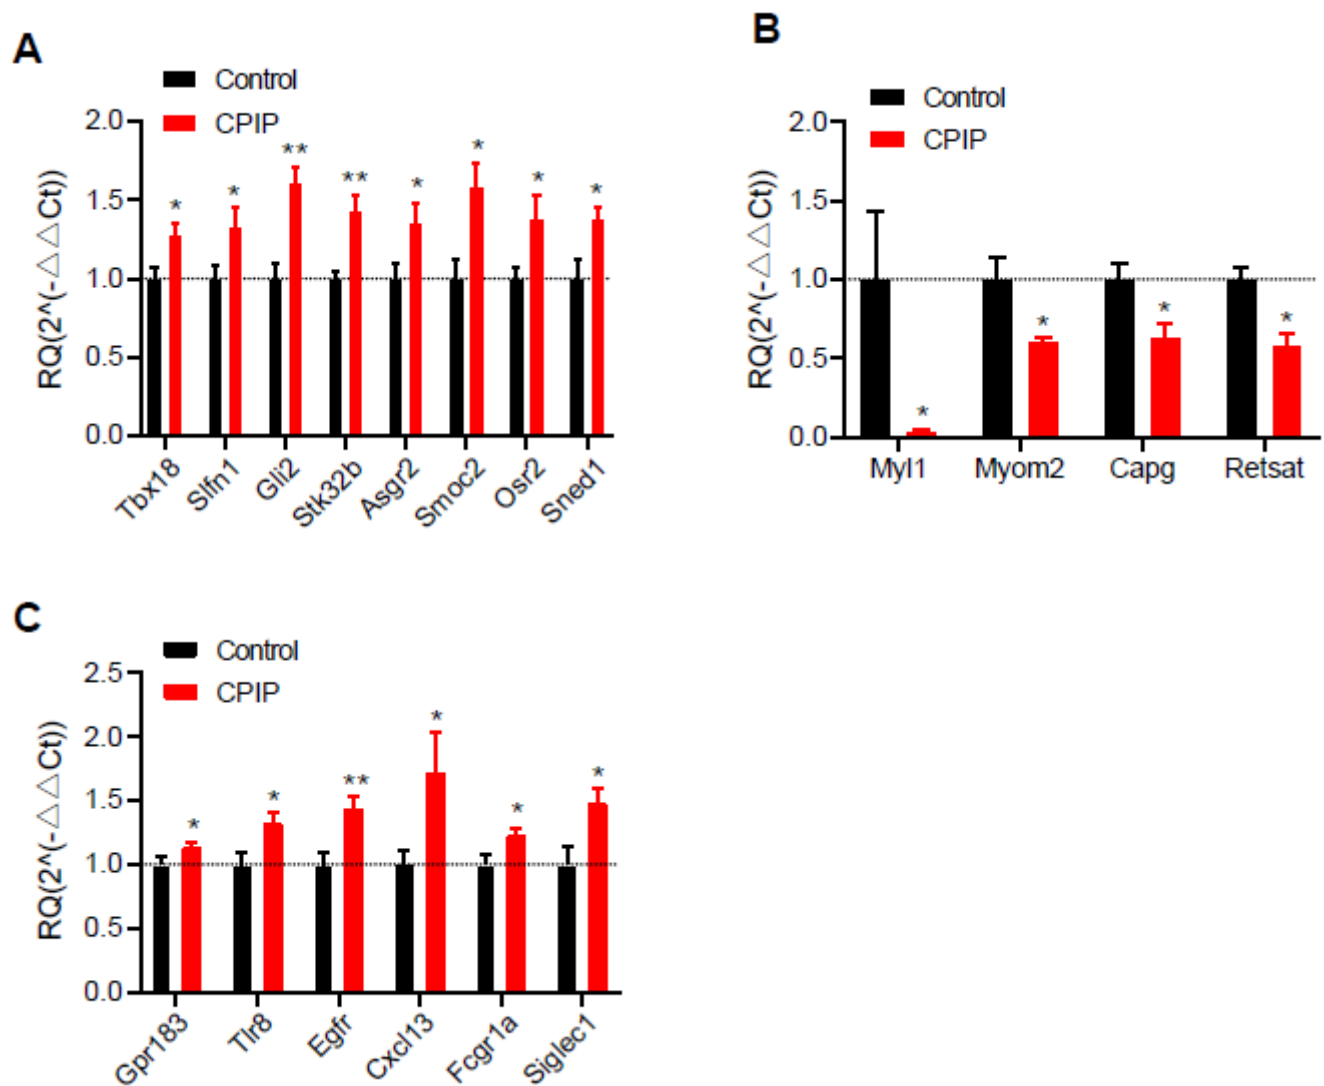 A
Control
CPIP
RQ(2^(-△△Ct))
2.0
1.5
1.0
0.5
0.0
* * ** ** * * * *
Tbx18 Slfn1 Gli2 Stk32b Asgr2 Smoc2 Osr2 Sned1
B
Control
CPIP
RQ(2^(-△△Ct))
2.0
1.5
1.0
0.5
0.0
* * * *
Myl1 Myom2 Capg Retsat
C
Control
CPIP
RQ(2^(-△△Ct))
2.5
2.0
1.5
1.0
0.5
0.0
* * ** * * *
Gpr183 Tlr8 Egfr Cxcl13 Fcgr1a Siglec1